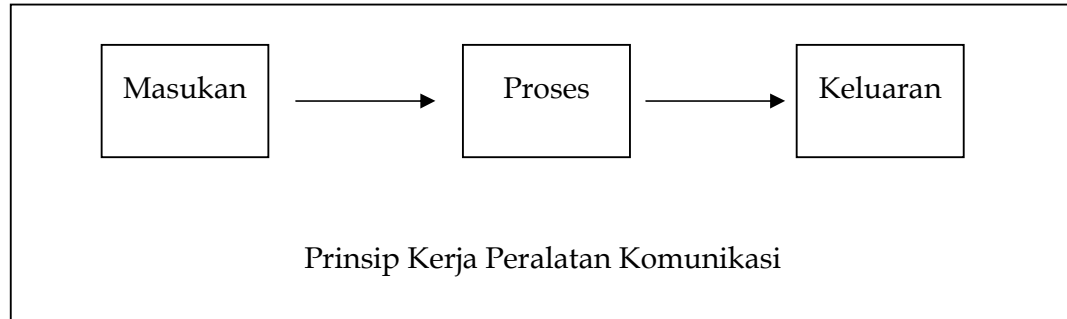 Masukan
Proses
Keluaran
Prinsip Kerja Peralatan Komunikasi